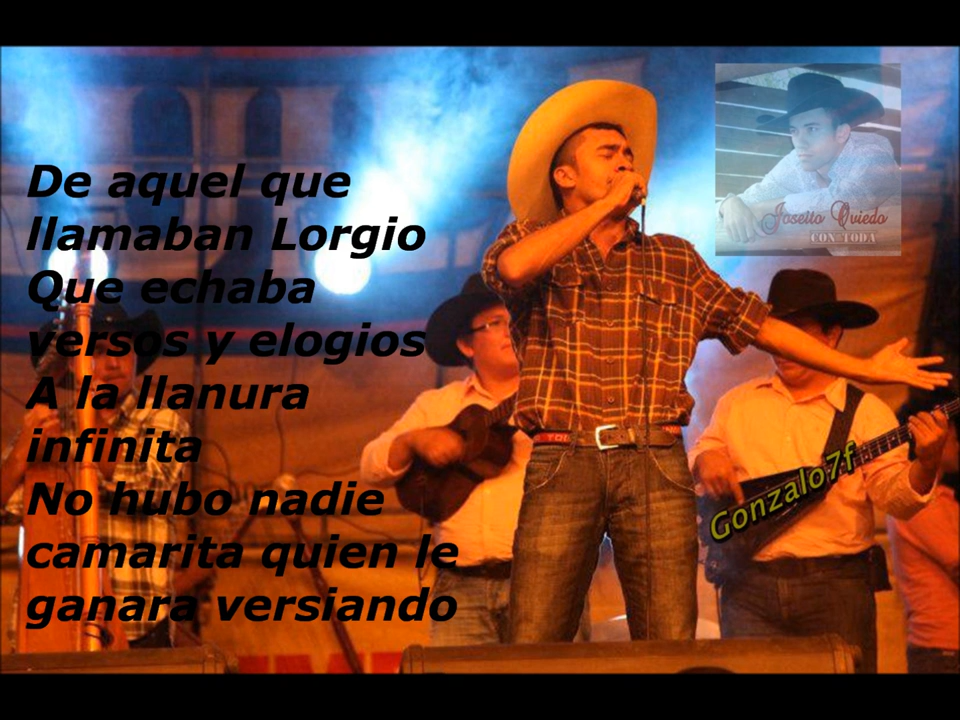 De aquel que
llamaban Lorgio
Que echaba
versos y elogios
A la llanura
infinita
No hubo nadie
camarita quien le
ganara versiando
Joseito Oviedo
CON TODA
Gonzalo7f